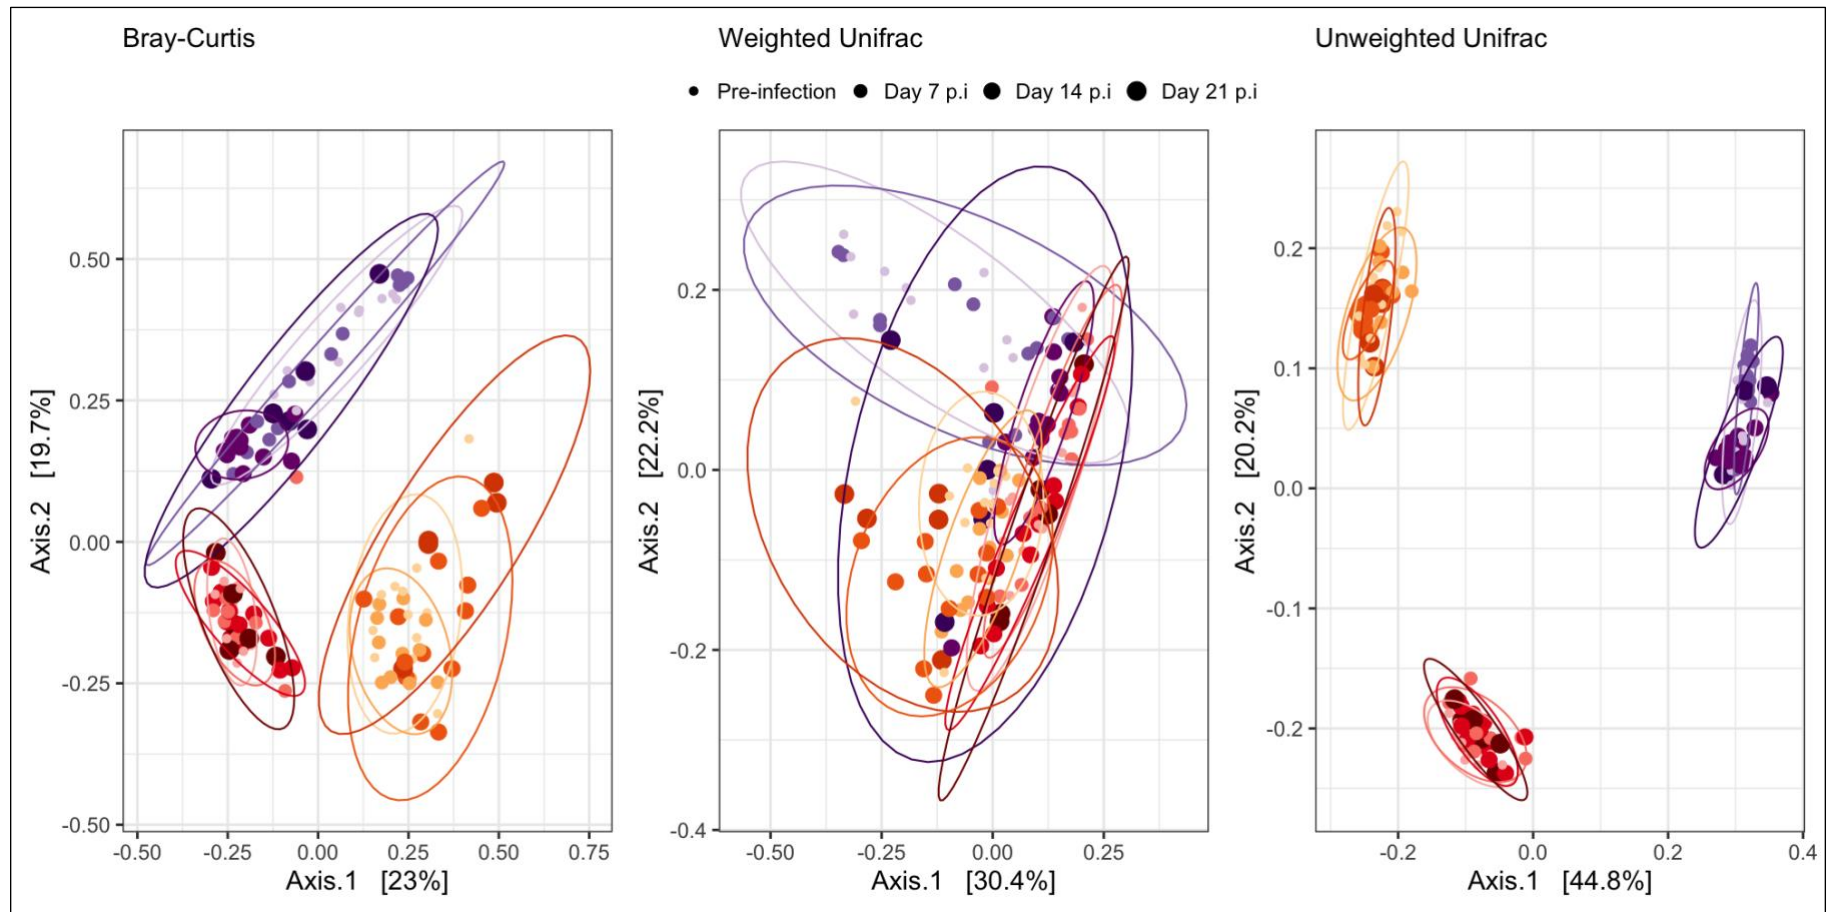 Bray-Curtis
Weighted Unifrac
Unweighted Unifrac
Pre-infection Day 7 p.i Day 14 p.i Day 21 p.i
Axis.2 [19.7%]
0.50
0.25
0.00
-0.25
-0.50
-0.50 -0.25 0.00 0.25 0.50 0.75
Axis.1 [23%]
Axis.2 [22.2%]
0.2
0.0
-0.2
-0.4
-0.50 -0.25 0.00 0.25
Axis.1 [30.4%]
Axis.2 [20.2%]
0.2
0.1
0.0
-0.1
-0.2
-0.2 0.0 0.2 0.4
Axis.1 [44.8%]